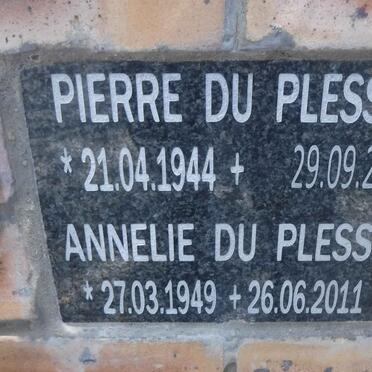 PIERRE DU PLESS
* 21.04.1944 + 29.09.2
ANNELIE DU PLESS
* 27.03.1949 + 26.06.2011